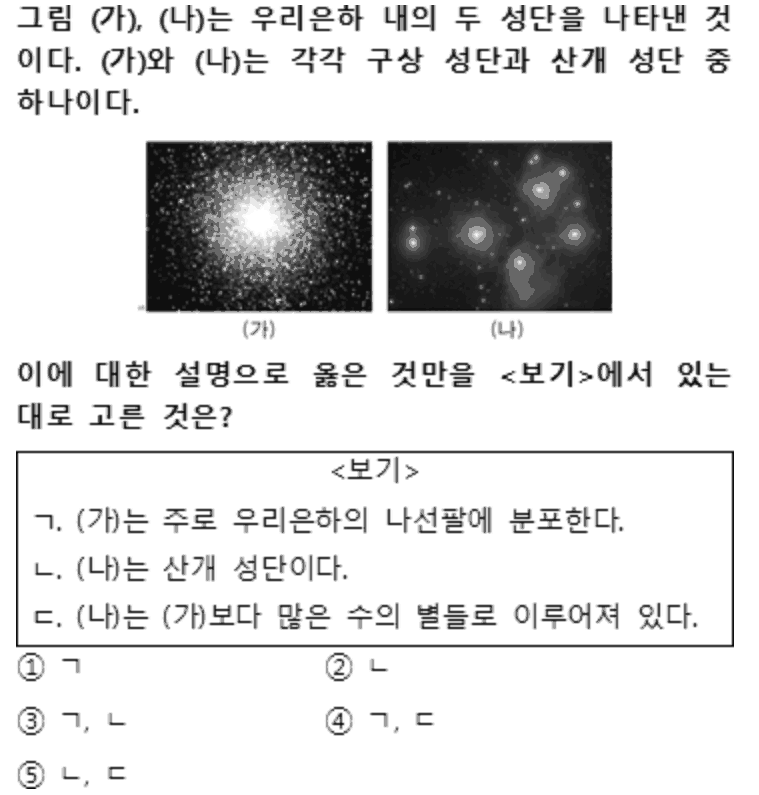 그림 (가), (나)는 우리은하 내의 두 성단을 나타낸 것
이다. (가)와 (나)는 각각 구상 성단과 산개 성단 중
하나이다.
(가)
(나)
이에 대한 설명으로 옳은 것만을 <보기>에서 있는
대로 고른 것은?
<보기>
ㄱ. (가)는 주로 우리은하의 나선팔에 분포한다.
ㄴ. (나)는 산개 성단이다.
ㄷ. (나)는 (가)보다 많은 수의 별들로 이루어져 있다.
① ㄱ ② ㄴ
③ ㄱ, ㄴ ④ ㄱ, ㄷ
⑤ ㄴ, ㄷ